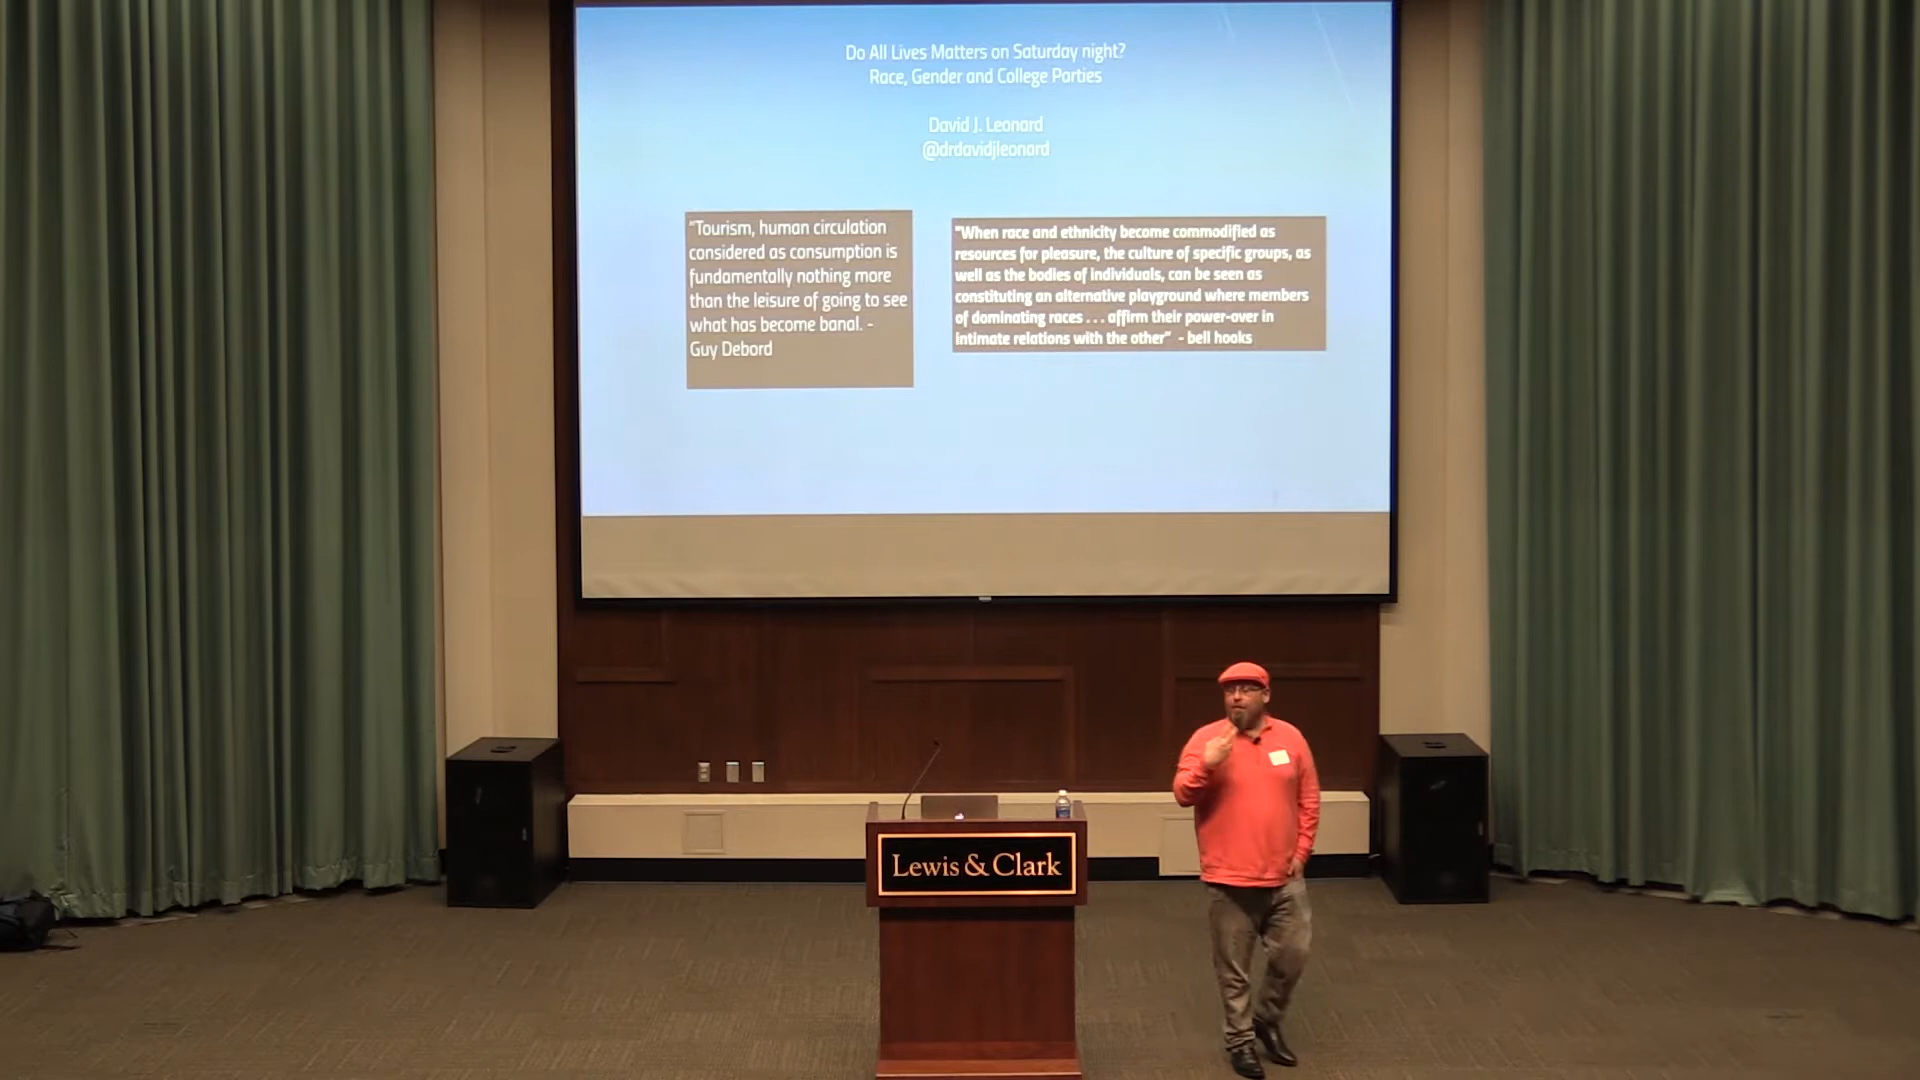 Do All Lives Matters on Saturday night?
Race, Gender and College Parties
David J. Leonard
@drdavidjleonard
"Tourism, human circulation
considered as consumption is
fundamentally nothing more
than the leisure of going to see
what has become banal. -
Guy Debord
"When race and ethnicity become commodified as
resources for pleasure, the culture of specific groups, as
well as the bodies of individuals, can be seen as
constituting an alternative playground where members
of dominating races . . . affirm their power-over in
intimate relations with the other" - bell hooks
Lewis & Clark